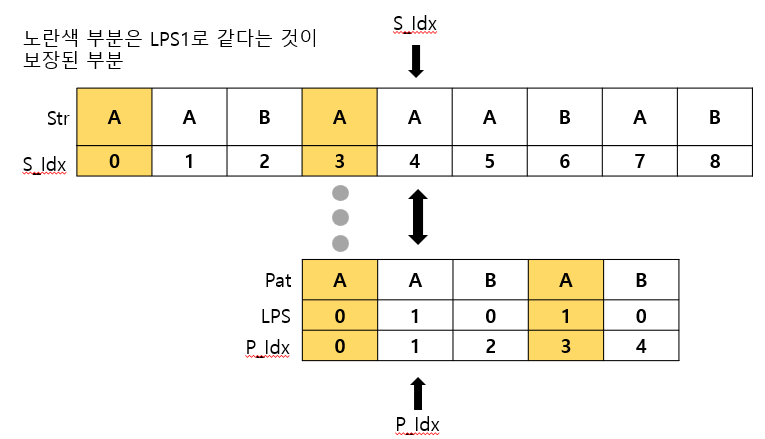 S_Idx
노란색 부분은 LPS1로 같다는 것이
보장된 부분
Str A A B A A A B A B
S_Idx 0 1 2 3 4 5 6 7 8
Pat A A B A B
LPS 0 1 0 1 0
P_Idx 0 1 2 3 4
P_Idx